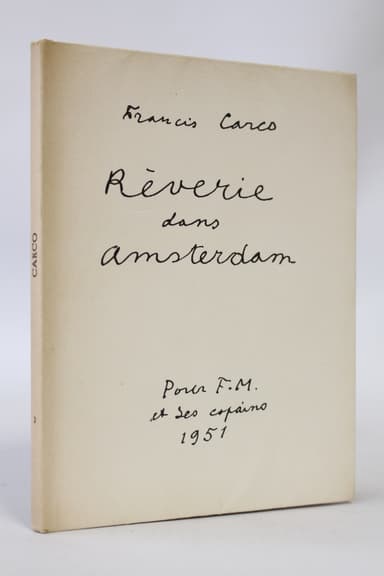 Francis Carco
Rêverie
dans
Amsterdam
Pour F.M.
et ses copains
1951
CARCO